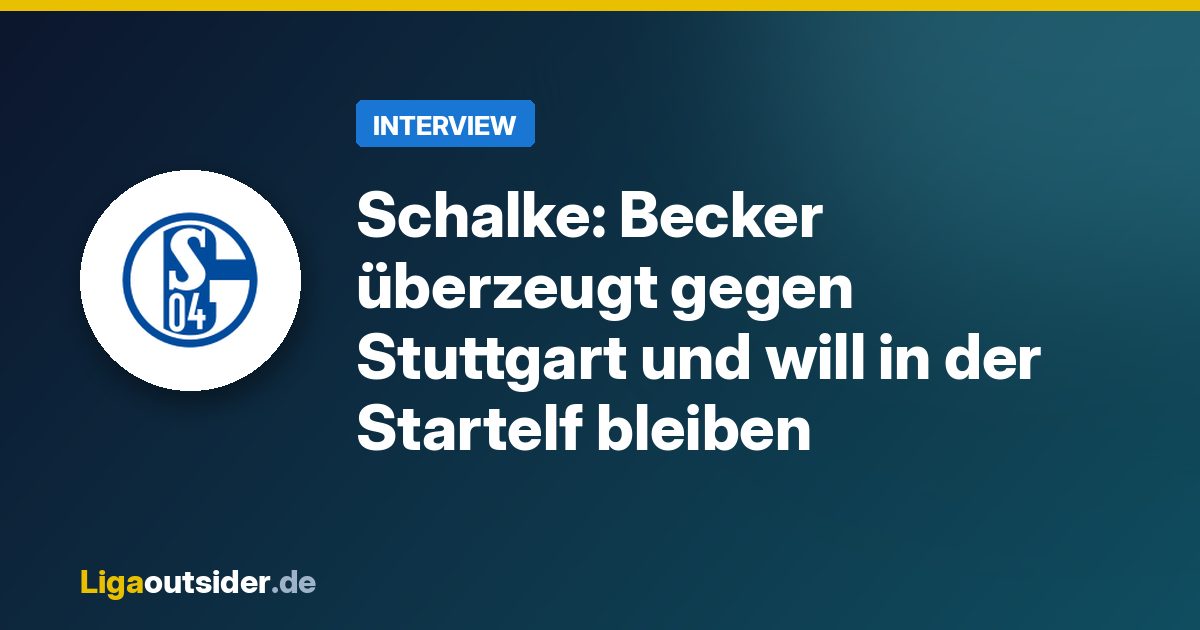 INTERVIEW
Schalke: Becker
überzeugt gegen
Stuttgart und will in der
Startelf bleiben
S
04
Ligaoutsider.de